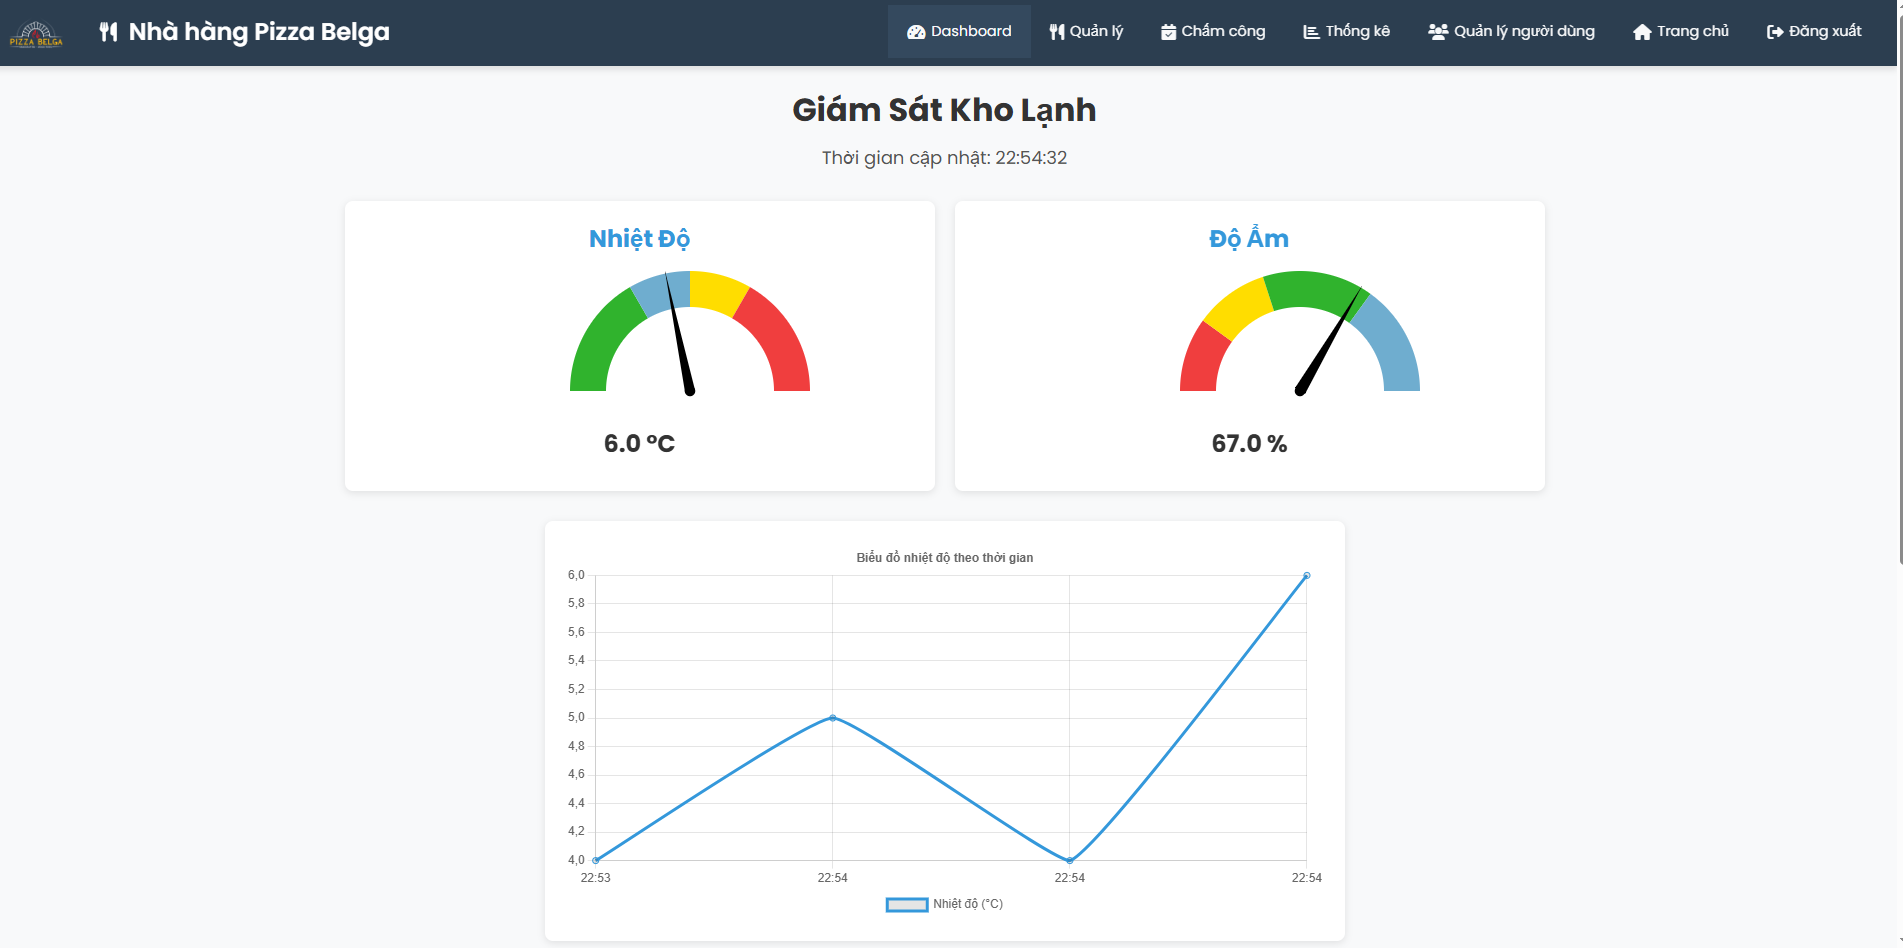 PIZZA BELGA
Nhà hàng Pizza Belga
Dashboard
Quản lý
Chấm công
Thống kê
Quản lý người dùng
Trang chủ
Đăng xuất
Giám Sát Kho Lạnh
Thời gian cập nhật: 22:54:32
Nhiệt Độ
6.0 °C
Độ Ẩm
67.0 %
Biểu đồ nhiệt độ theo thời gian
6,0
5,8
5,6
5,4
5,2
5,0
4,8
4,6
4,4
4,2
4,0
22:53 22:54 22:54 22:54
Nhiệt độ (°C)